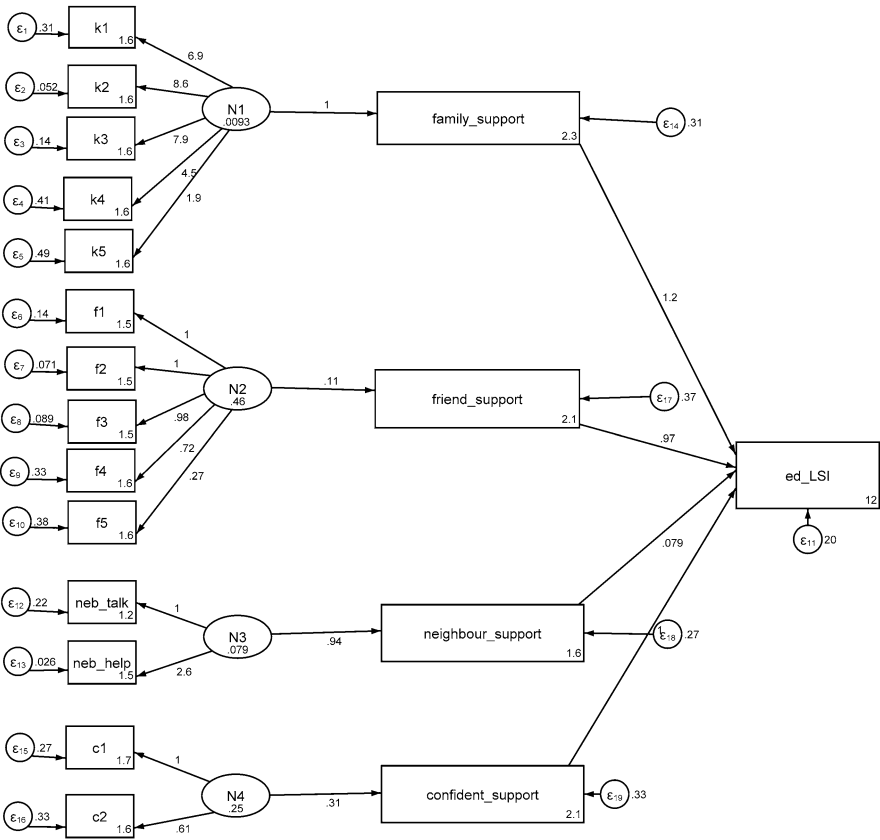 ε1 .31 k1 1.6
6.9
ε2 .052 k2 1.6
8.6
N1 .0093
1
family_support 2.3
ε14 .31
ε3 .14 k3 1.6
7.9
4.5
ε4 .41 k4 1.6
1.9
ε5 .49 k5 1.6
1.2
ε6 .14 f1 1.5
1
ε7 .071 f2 1.5
1
N2 .46
.11
friend_support 2.1
ε17 .37
ε8 .089 f3 1.5
.98
.97
ε9 .33 f4 1.6
.72
.27
ε10 .38 f5 1.6
ed_LSI 12
ε11 20
.079
ε12 .22 neb_talk 1.2
1
N3 .079
.94
neighbour_support 1.6
1
ε18 .27
ε13 .026 neb_help 1.5
2.6
ε15 .27 c1 1.7
1
N4 .25
.31
confident_support 2.1
ε19 .33
ε16 .33 c2 1.6
.61